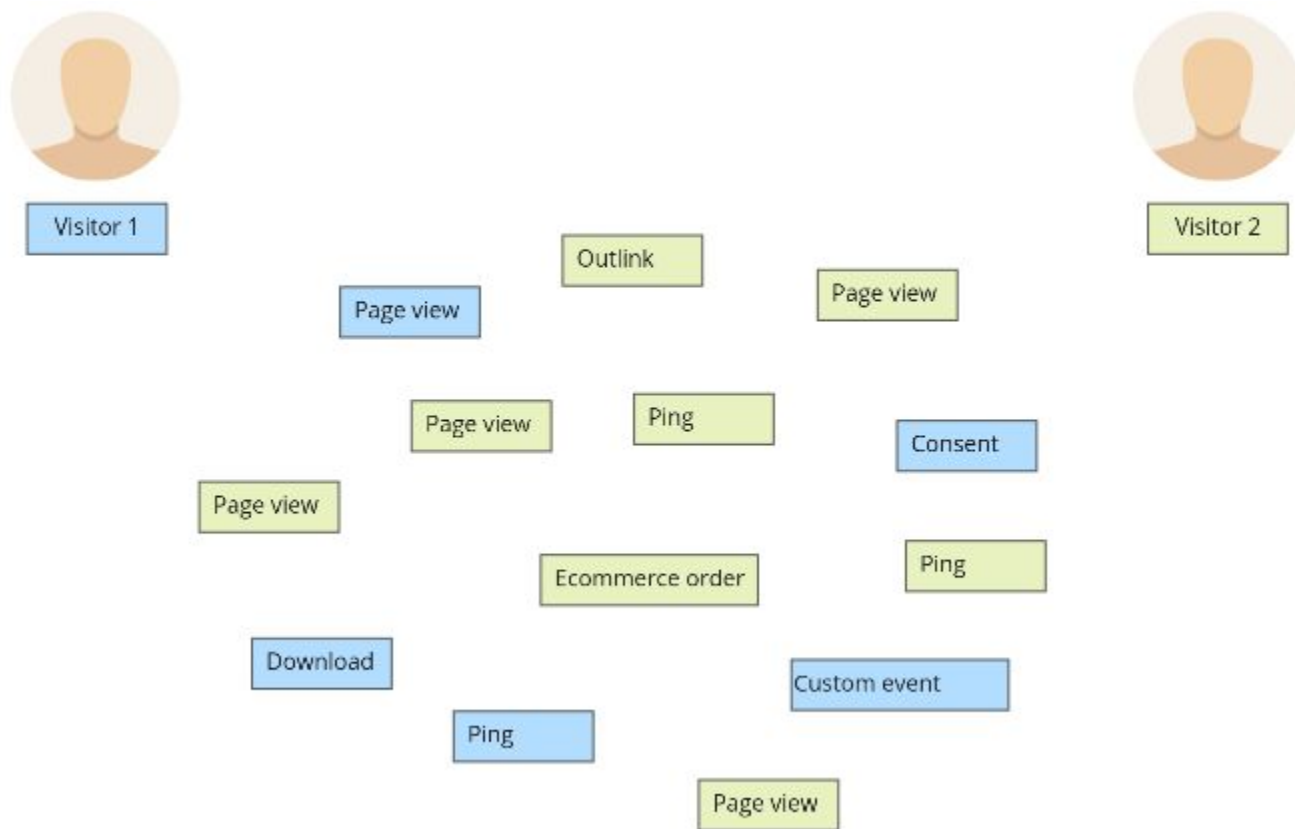 Visitor 1
Visitor 2
Outlink
Page view
Page view
Page view
Ping
Consent
Page view
Ecommerce order
Ping
Download
Custom event
Ping
Page view